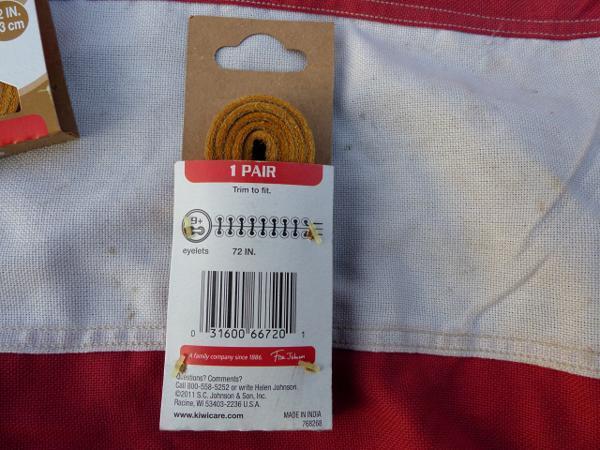 2 IN.
3 cm
1 PAIR
Trim to fit.
9+
eyelets
72 IN.
0 31600 66720 1
A family company since 1886. Fisk Johnson
Questions? Comments?
Call 800-558-5252 or write Helen Johnson.
©2011 S.C. Johnson & Son, Inc.
Racine, WI 53403-2236 U.S.A.
www.kiwicare.com
MADE IN INDIA
768268